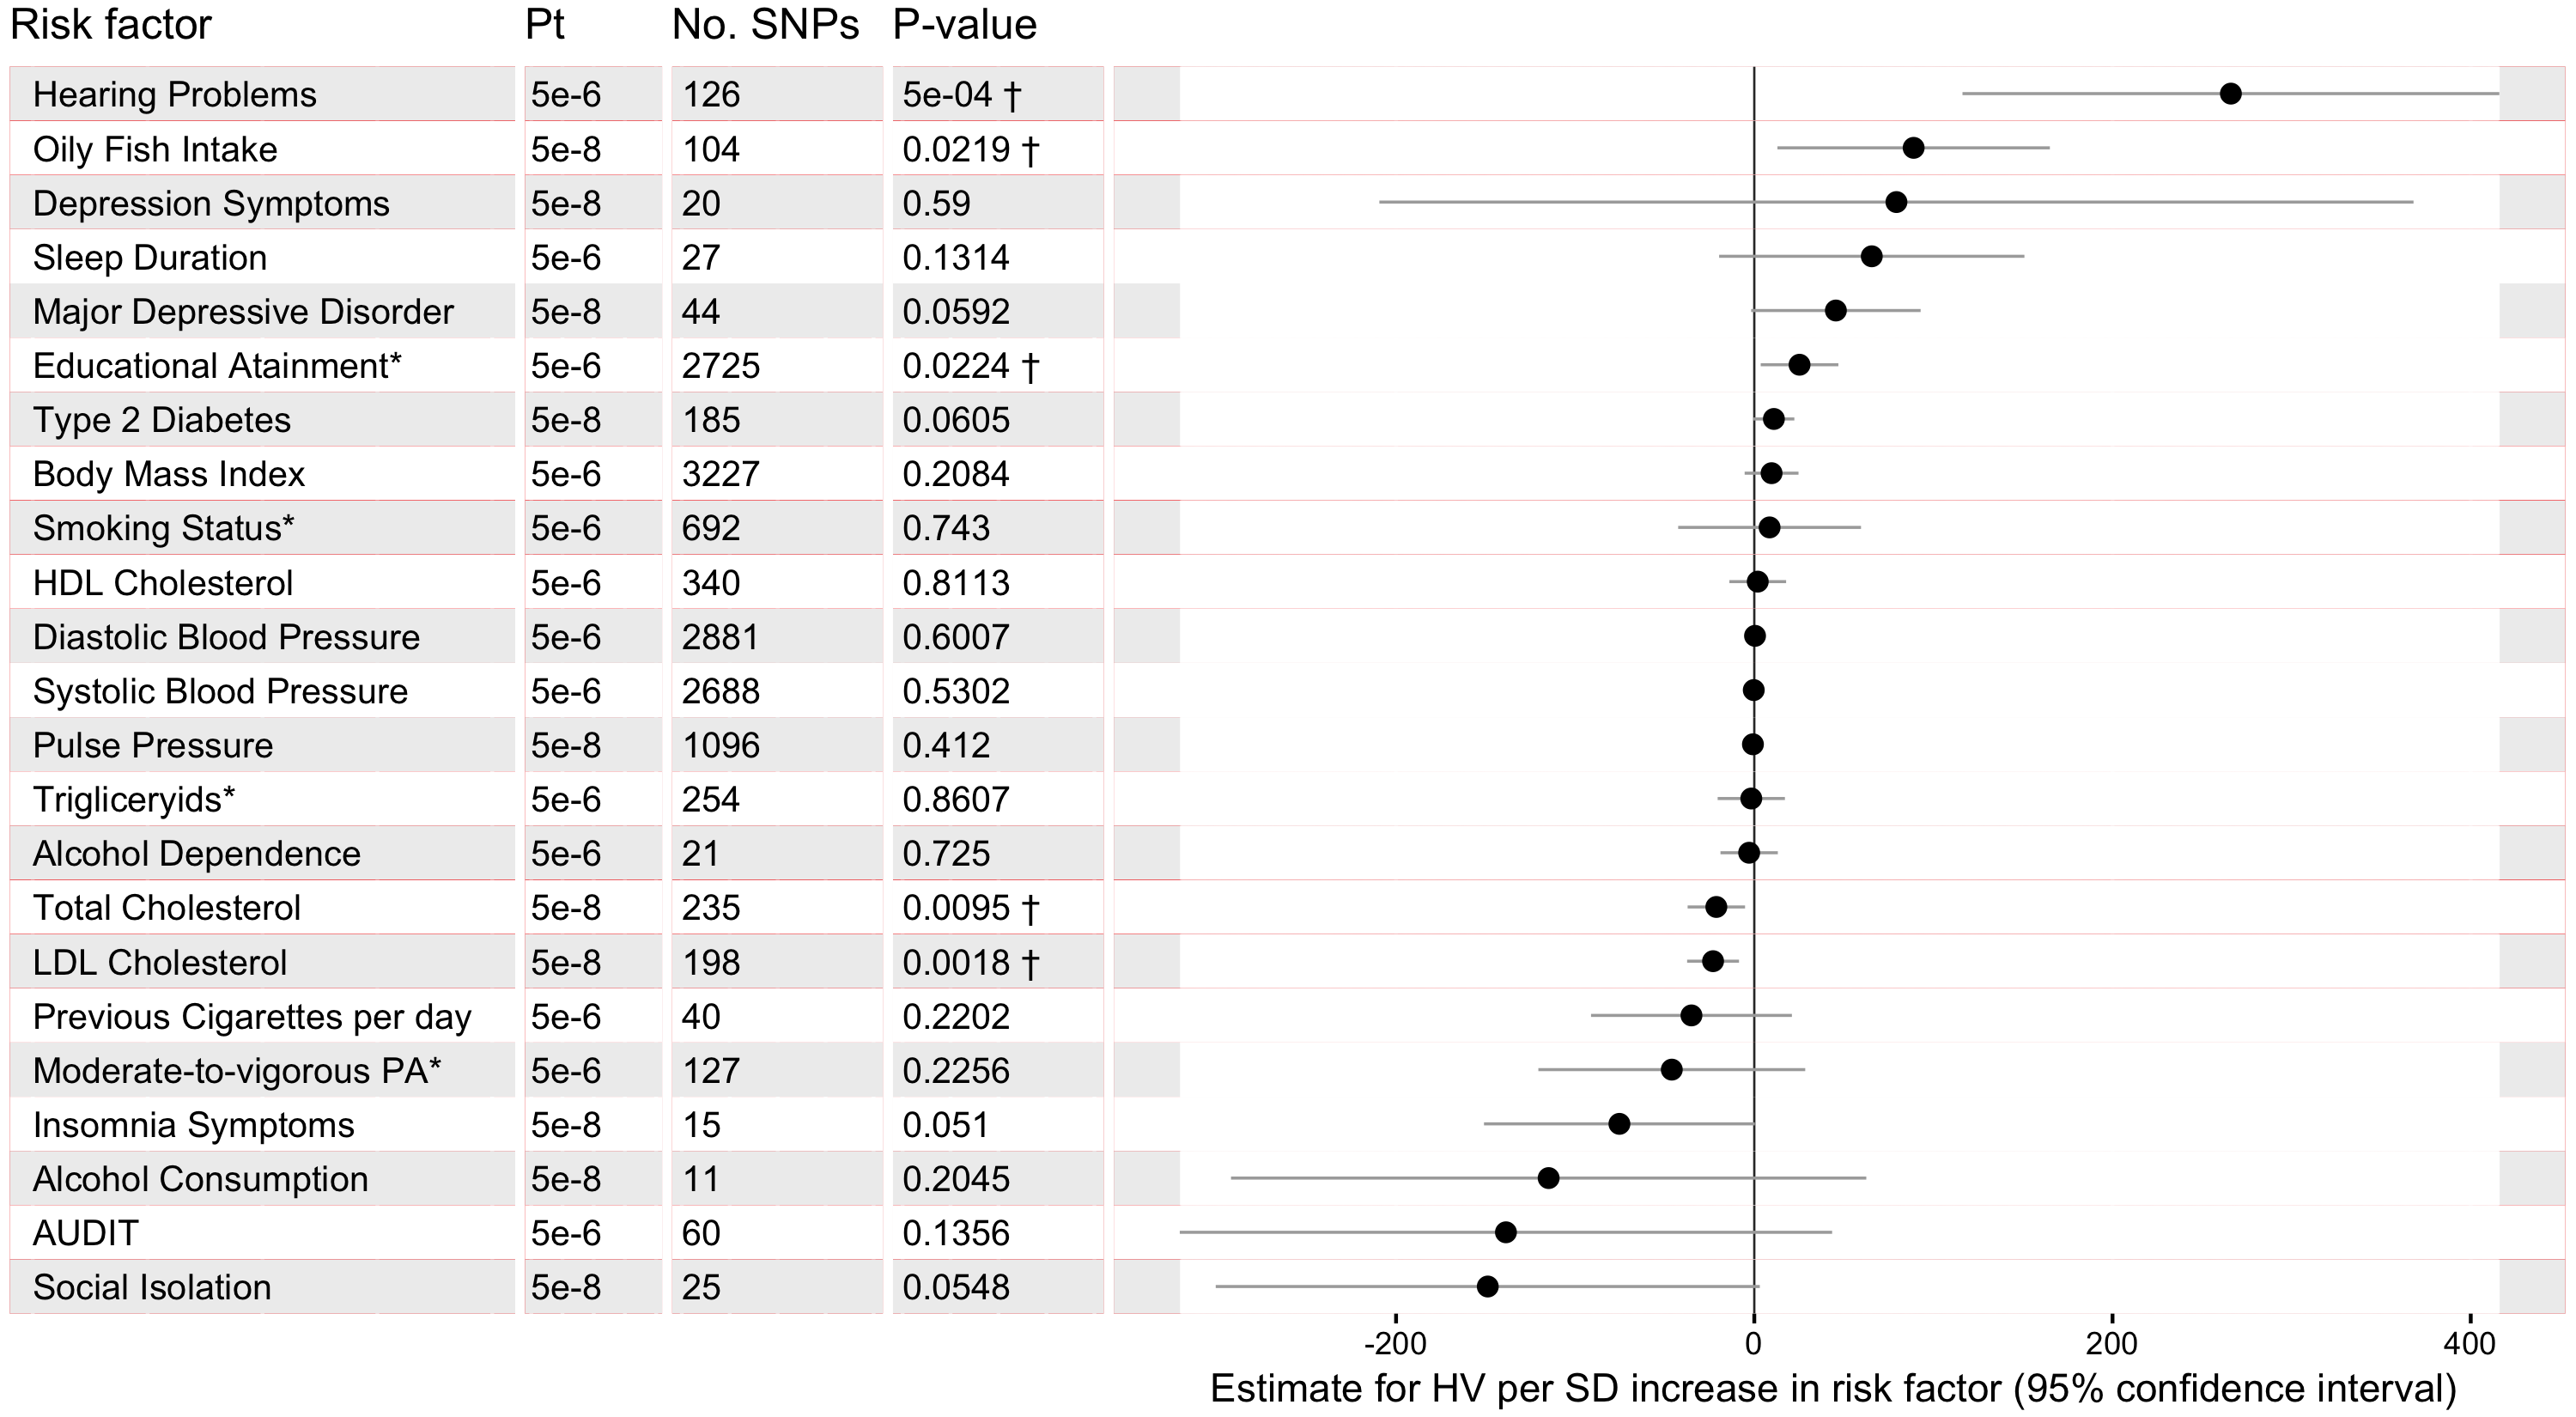 Risk factor Pt No. SNPs P-value
Hearing Problems 5e-6 126 5e-04 †
Oily Fish Intake 5e-8 104 0.0219 †
Depression Symptoms 5e-8 20 0.59
Sleep Duration 5e-6 27 0.1314
Major Depressive Disorder 5e-8 44 0.0592
Educational Atainment* 5e-6 2725 0.0224 †
Type 2 Diabetes 5e-8 185 0.0605
Body Mass Index 5e-6 3227 0.2084
Smoking Status* 5e-6 692 0.743
HDL Cholesterol 5e-6 340 0.8113
Diastolic Blood Pressure 5e-6 2881 0.6007
Systolic Blood Pressure 5e-6 2688 0.5302
Pulse Pressure 5e-8 1096 0.412
Trigliceryids* 5e-6 254 0.8607
Alcohol Dependence 5e-6 21 0.725
Total Cholesterol 5e-8 235 0.0095 †
LDL Cholesterol 5e-8 198 0.0018 †
Previous Cigarettes per day 5e-6 40 0.2202
Moderate-to-vigorous PA* 5e-6 127 0.2256
Insomnia Symptoms 5e-8 15 0.051
Alcohol Consumption 5e-8 11 0.2045
AUDIT 5e-6 60 0.1356
Social Isolation 5e-8 25 0.0548
-200 0 200 400
Estimate for HV per SD increase in risk factor (95% confidence interval)